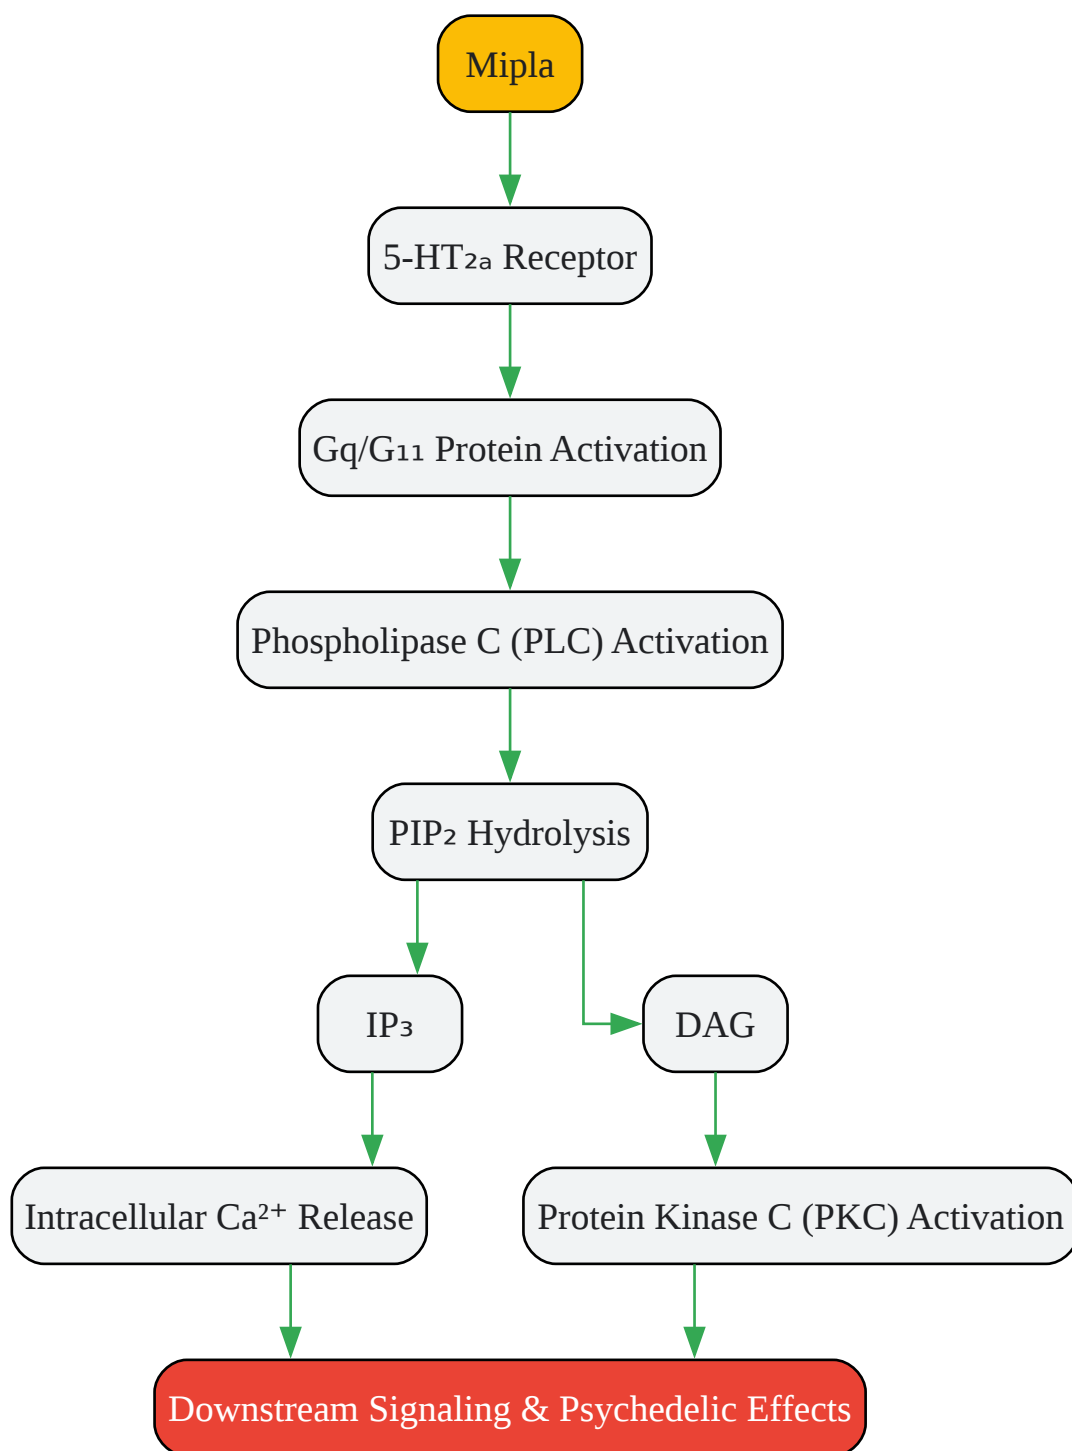 Mipla
5-HT₂ₐ Receptor
Gq/G₁₁ Protein Activation
Phospholipase C (PLC) Activation
PIP₂ Hydrolysis
IP₃
DAG
Intracellular Ca²⁺ Release
Protein Kinase C (PKC) Activation
Downstream Signaling & Psychedelic Effects